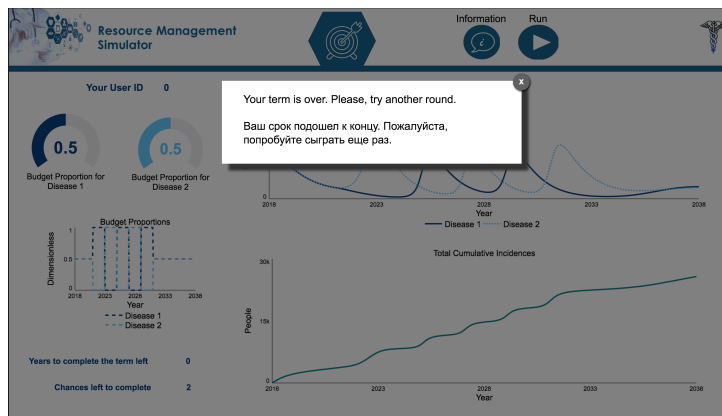 Resource Management
Simulator
Information
Run
Your User ID 0
x
Your term is over. Please, try another round.
Ваш срок подошел к концу. Пожалуйста,
попробуйте сыграть еще раз.
0.5
0.5
Budget Proportion for
Disease 1
Budget Proportion for
Disease 2
0
2018 2023 2028 2033 2038
Year
Disease 1 Disease 2
Budget Proportions
Dimensionless
1
0.5
0
2018 2023 2028 2033 2038
Year
Disease 1
Disease 2
Total Cumulative Incidences
People
30k
15k
0
2018 2023 2028 2033 2038
Year
Years to complete the term left 0
Chances left to complete 2